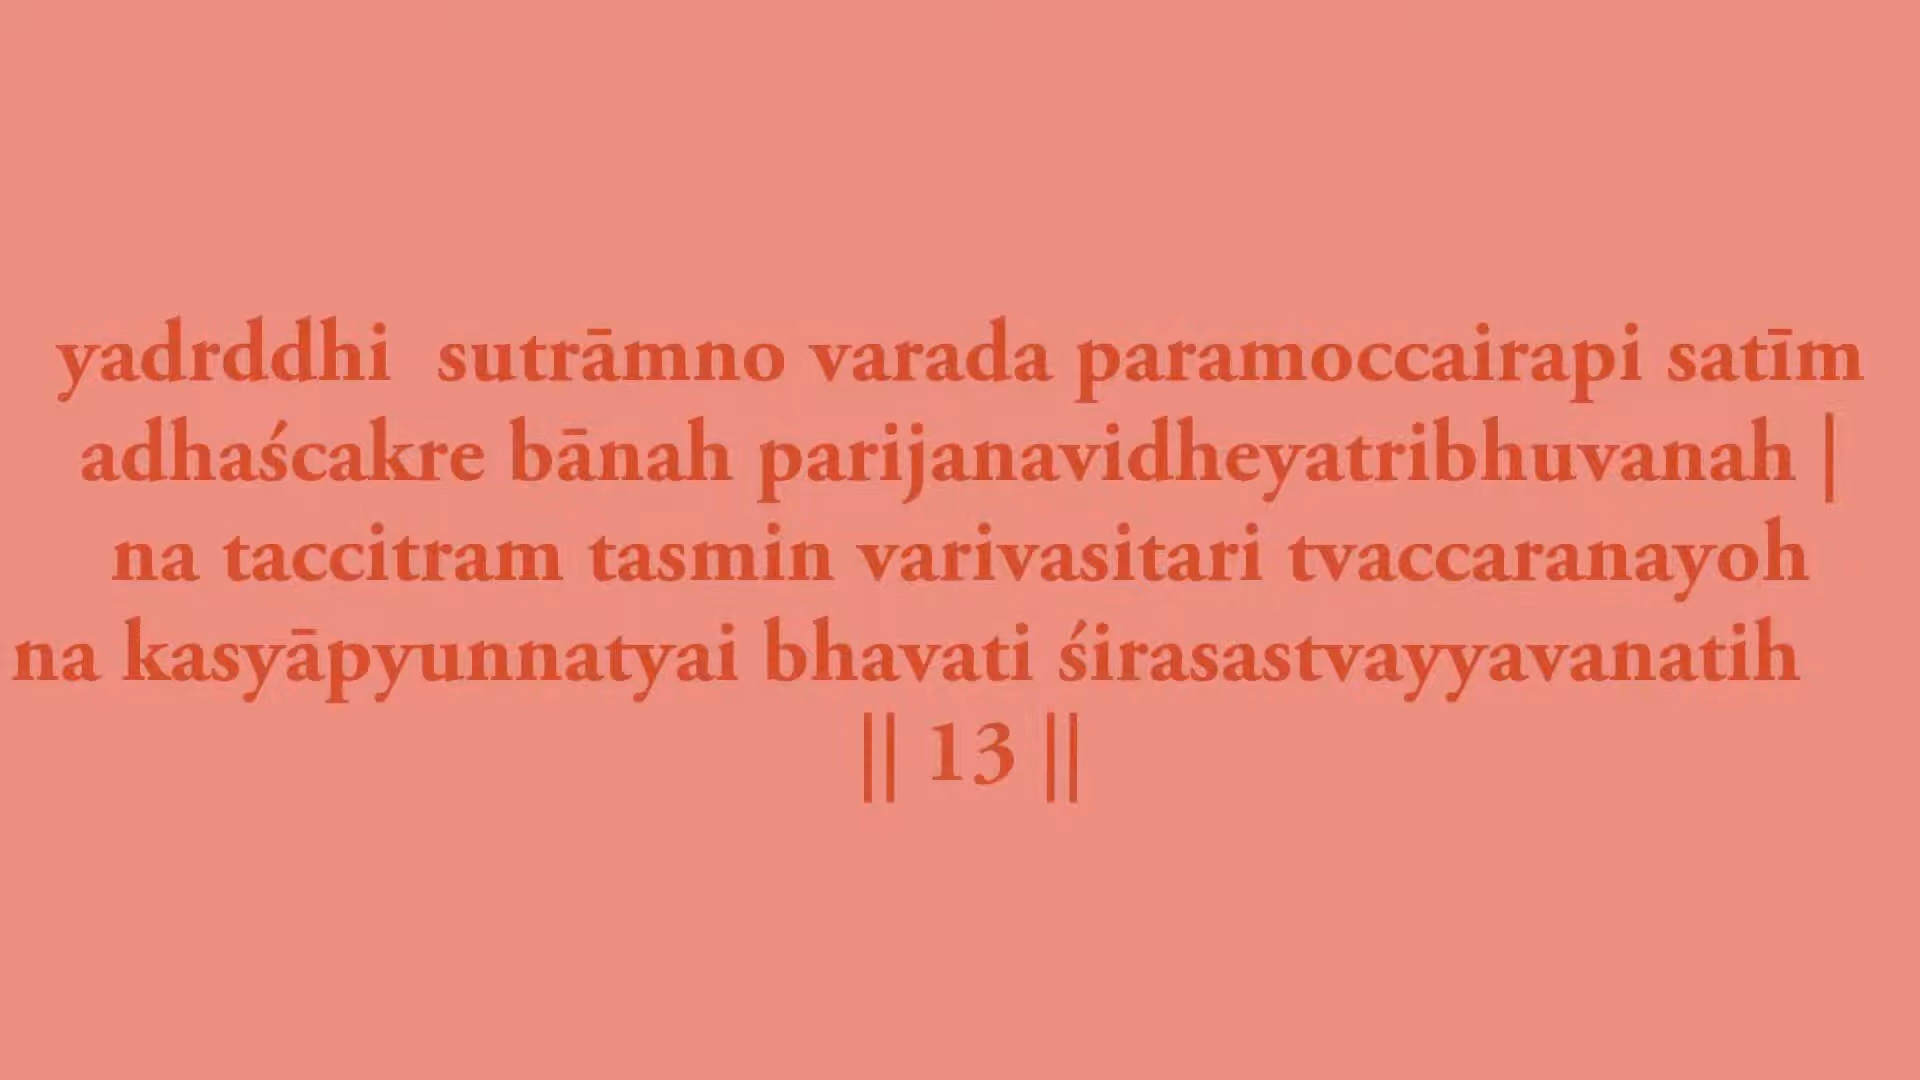 yadrddhi  sutrāmno varada paramoccairapi satīm
adhaścakre bānah parijanavidheyatribhuvanah |
na taccitram tasmin varivasitari tvaccaranayoh
na kasyāpyunnatyai bhavati śirasastvayyavanatih
|| 13 ||